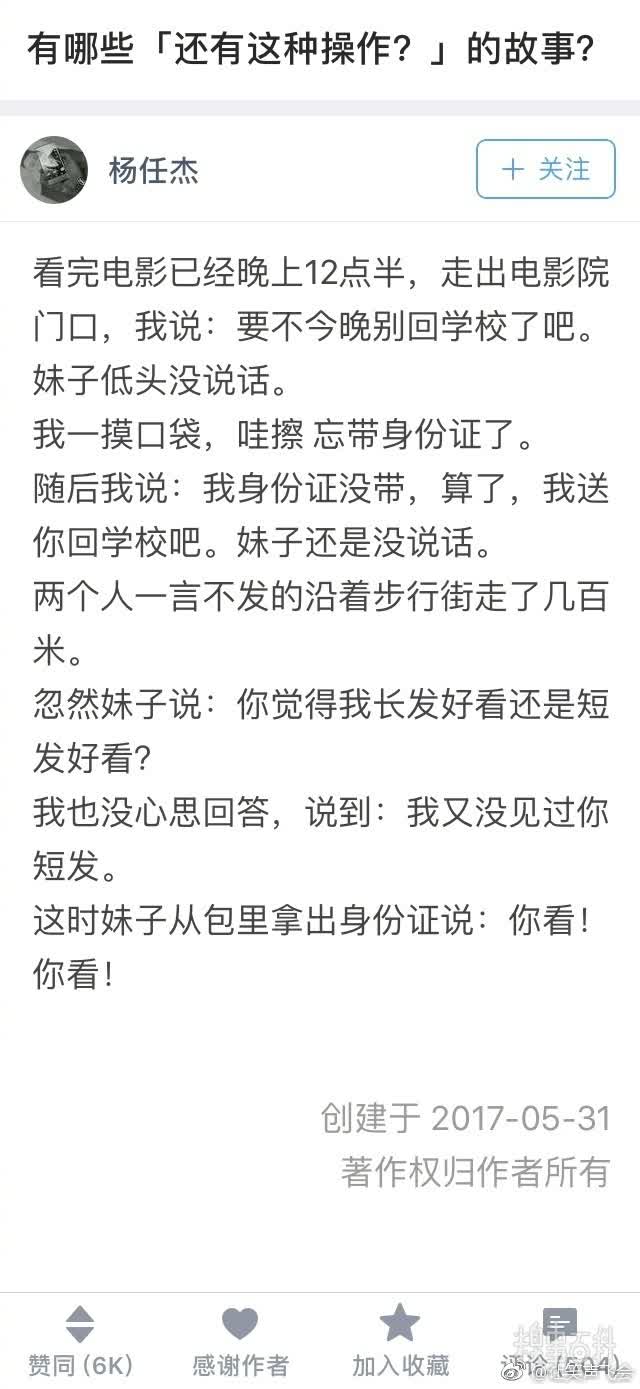 有哪些「还有这种操作？」的故事？
杨任杰
+ 关注
看完电影已经晚上12点半，走出电影院
门口，我说：要不今晚别回学校了吧。
妹子低头没说话。
我一摸口袋，哇擦 忘带身份证了。
随后我说：我身份证没带，算了，我送
你回学校吧。妹子还是没说话。
两个人一言不发的沿着步行街走了几百
米。
忽然妹子说：你觉得我长发好看还是短
发好看？
我也没心思回答，说到：我又没见过你
短发。
这时妹子从包里拿出身份证说：你看！
你看！
创建于 2017-05-31
著作权归作者所有
赞同 (6K)
感谢作者
加入收藏